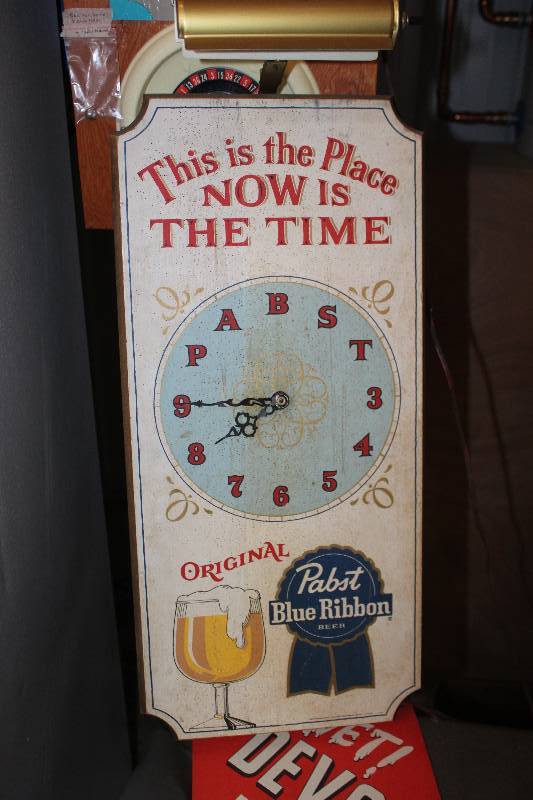 This is the Place
NOW IS
THE TIME
P A B S T
9 3
8 4
7 6 5
ORIGINAL
Pabst
Blue Ribbon
BEER